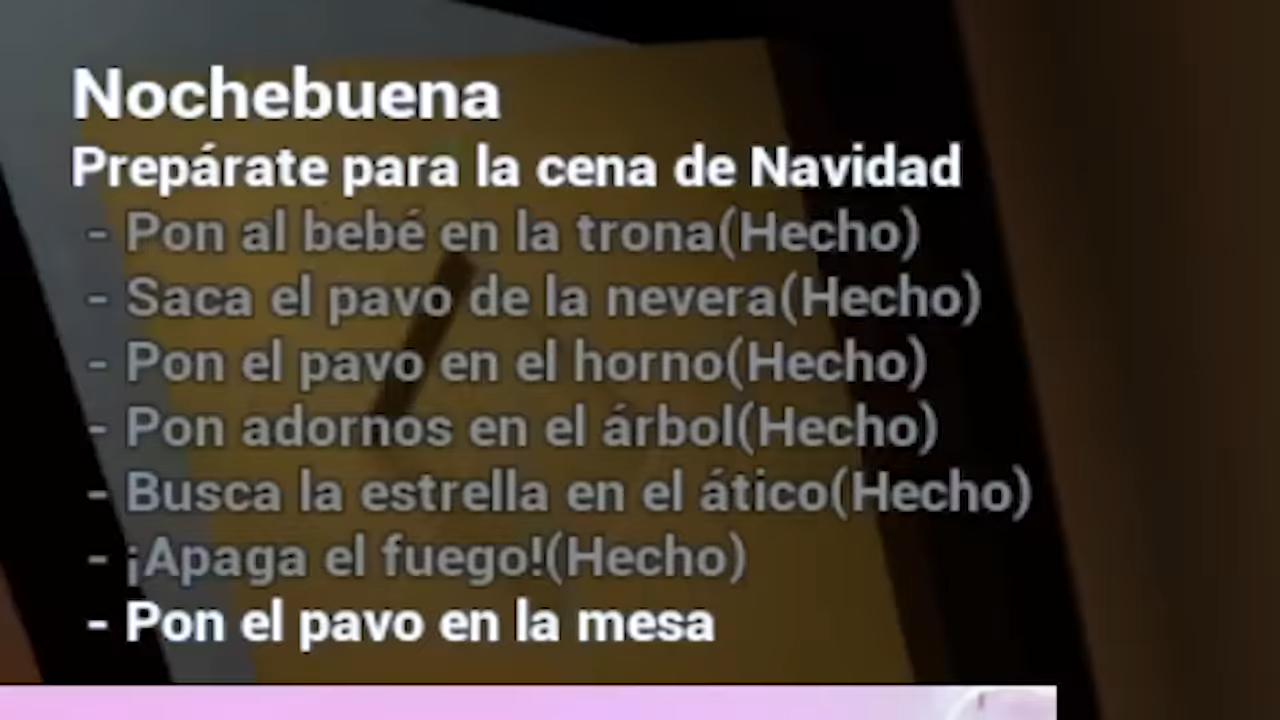 Nochebuena
Prepárate para la cena de Navidad
- Pon al bebé en la trona(Hecho)
- Saca el pavo de la nevera(Hecho)
- Pon el pavo en el horno(Hecho)
- Pon adornos en el árbol(Hecho)
- Busca la estrella en el ático(Hecho)
- ¡Apaga el fuego!(Hecho)
- Pon el pavo en la mesa